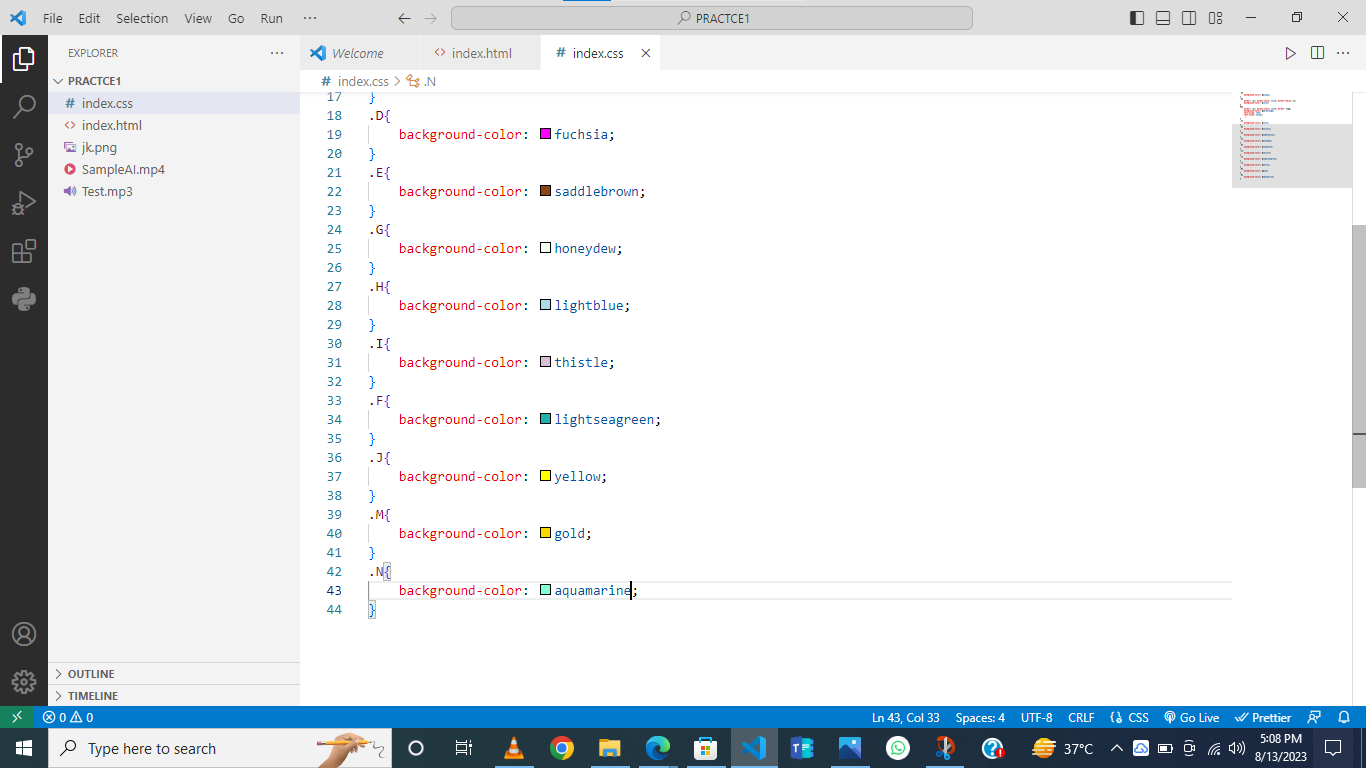 File Edit Selection View Go Run ··· PRACTCE1
EXPLORER ···
Welcome index.html # index.css
PRACTCE1
# index.css > .N
# index.css
index.html
jk.png
SampleAI.mp4
Test.mp3
17 }
18 .D{
19 background-color: fuchsia;
20 }
21 .E{
22 background-color: saddlebrown;
23 }
24 .G{
25 background-color: honeydew;
26 }
27 .H{
28 background-color: lightblue;
29 }
30 .I{
31 background-color: thistle;
32 }
33 .F{
34 background-color: lightseagreen;
35 }
36 .J{
37 background-color: yellow;
38 }
39 .M{
40 background-color: gold;
41 }
42 .N{
43 background-color: aquamarine;
44 }
OUTLINE
TIMELINE
0 0 Ln 43, Col 33 Spaces: 4 UTF-8 CRLF CSS Go Live Prettier
Type here to search 37°C 5:08 PM
8/13/2023